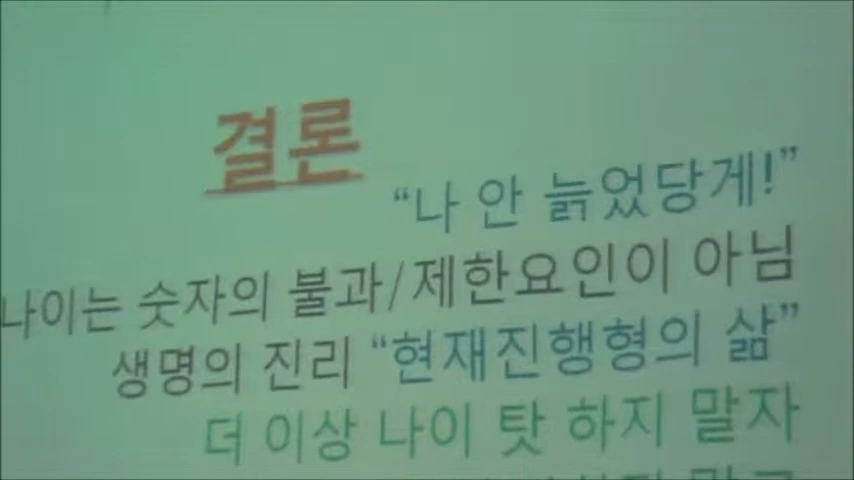 결론
“나 안 늙었당게!”
나이는 숫자의 불과/제한요인이 아님
생명의 진리 “현재진행형의 삶”
더 이상 나이 탓 하지 말자